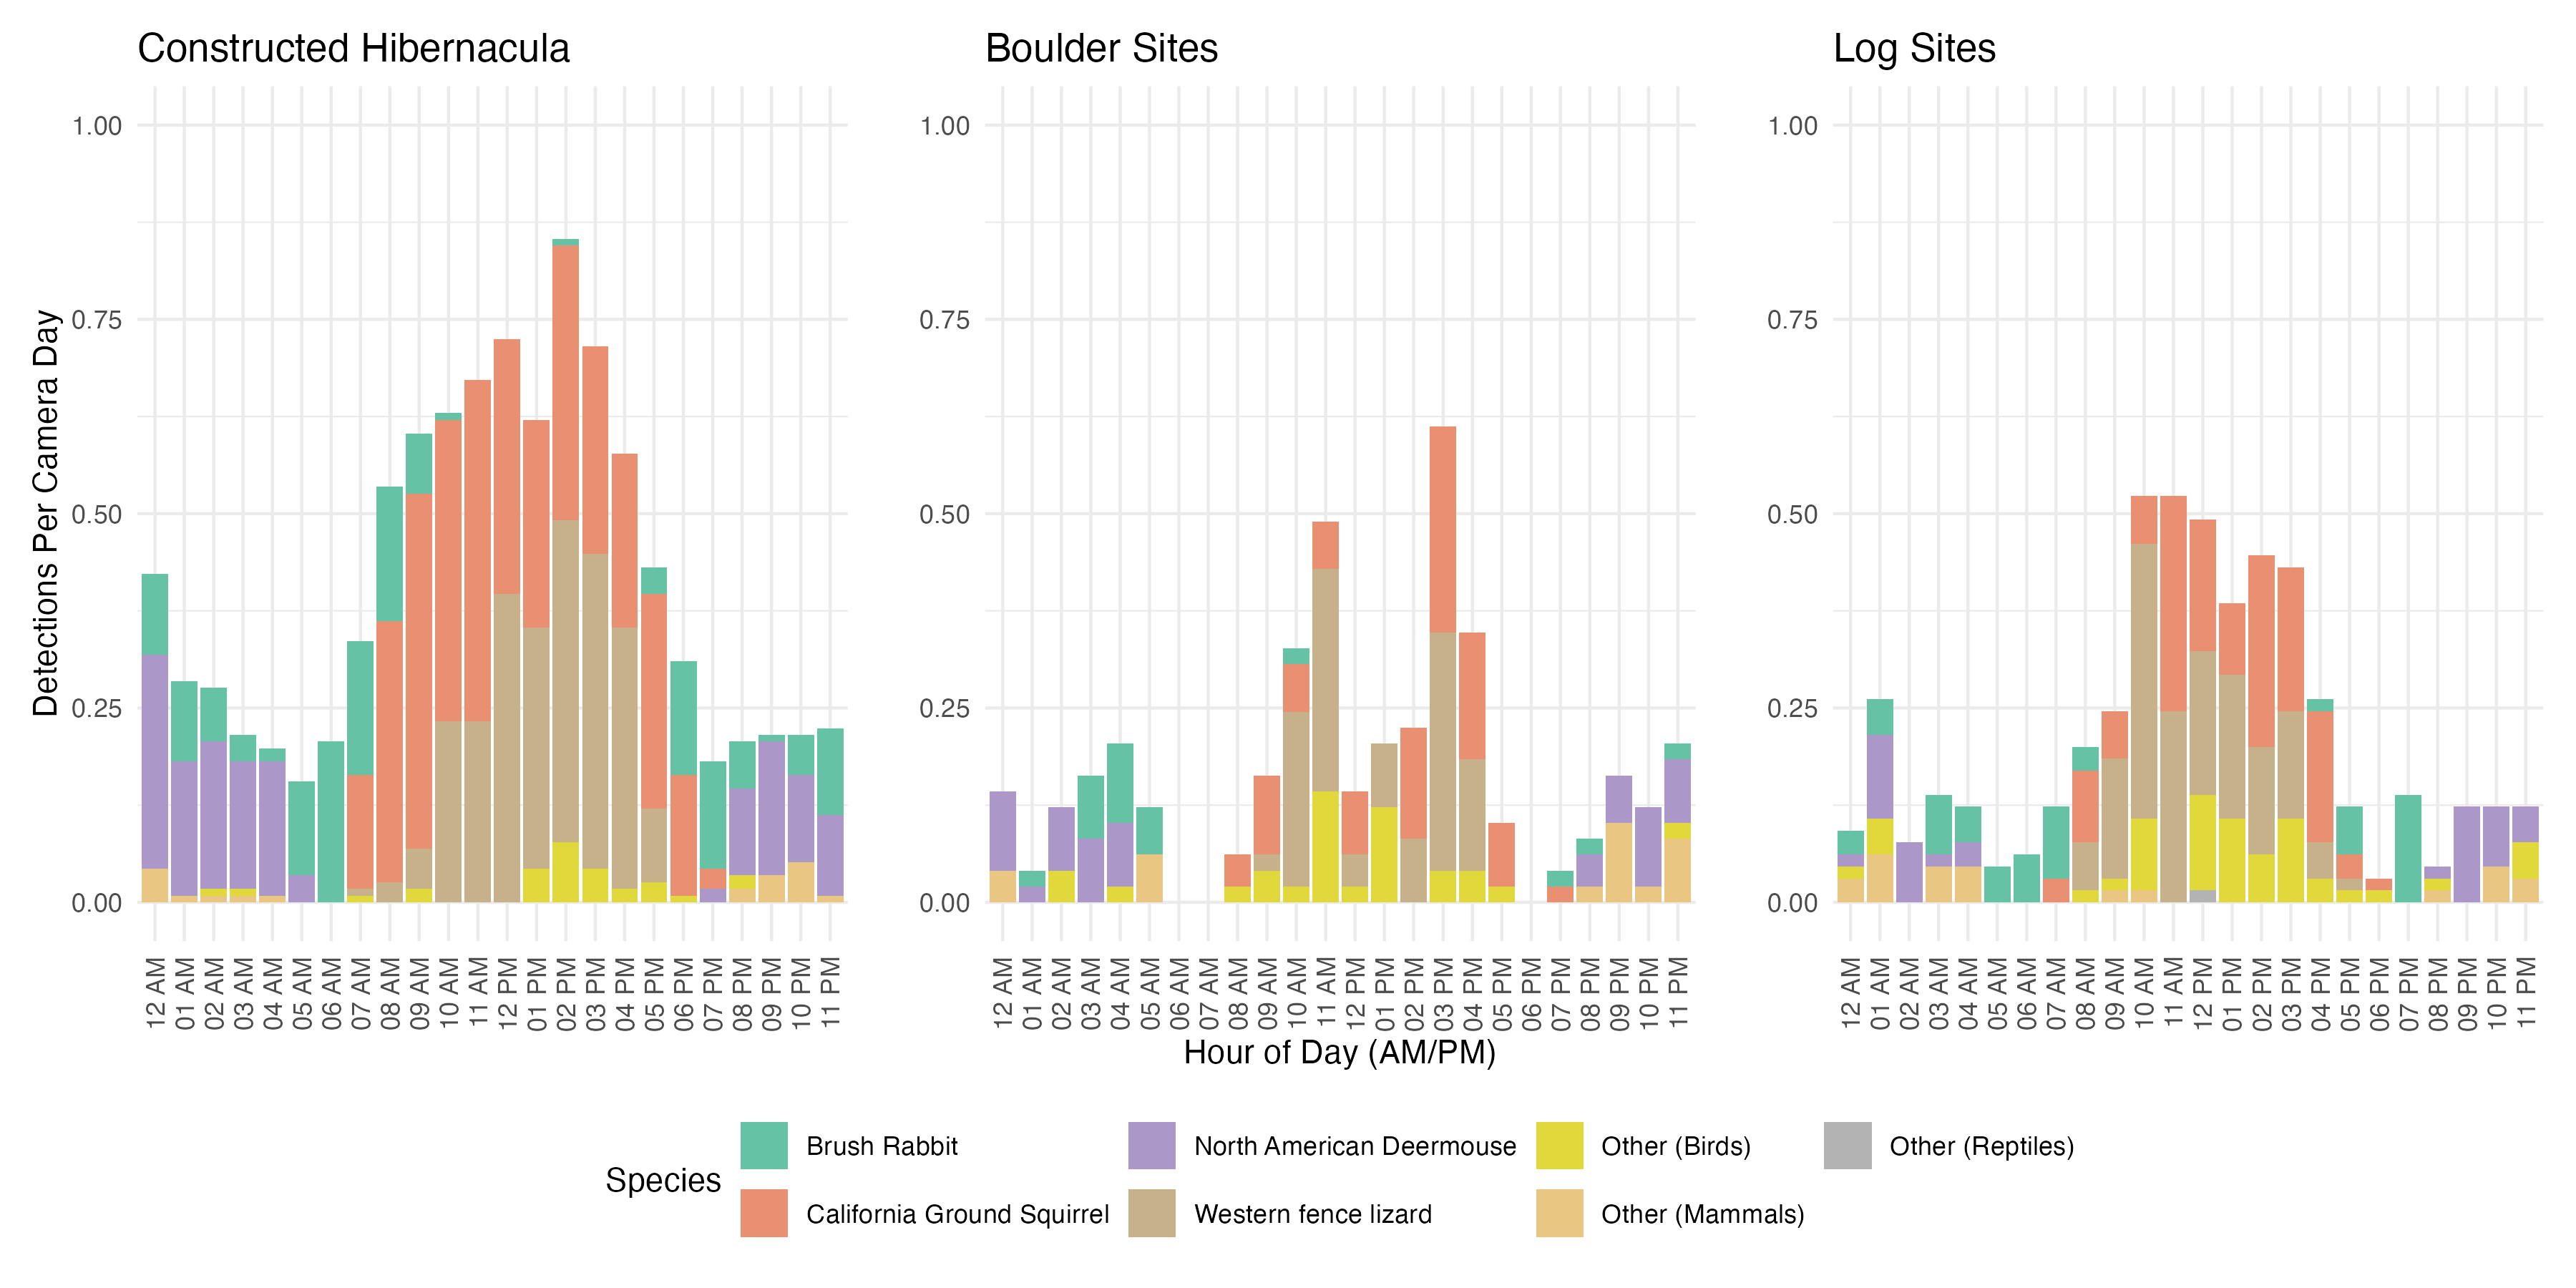 Constructed Hibernacula
Boulder Sites
Log Sites
Detections Per Camera Day
1.00
0.75
0.50
0.25
0.00
1.00
0.75
0.50
0.25
0.00
1.00
0.75
0.50
0.25
0.00
12 AM
01 AM
02 AM
03 AM
04 AM
05 AM
06 AM
07 AM
08 AM
09 AM
10 AM
11 AM
12 PM
01 PM
02 PM
03 PM
04 PM
05 PM
06 PM
07 PM
08 PM
09 PM
10 PM
11 PM
12 AM
01 AM
02 AM
03 AM
04 AM
05 AM
06 AM
07 AM
08 AM
09 AM
10 AM
11 AM
12 PM
01 PM
02 PM
03 PM
04 PM
05 PM
06 PM
07 PM
08 PM
09 PM
10 PM
11 PM
12 AM
01 AM
02 AM
03 AM
04 AM
05 AM
06 AM
07 AM
08 AM
09 AM
10 AM
11 AM
12 PM
01 PM
02 PM
03 PM
04 PM
05 PM
06 PM
07 PM
08 PM
09 PM
10 PM
11 PM
Hour of Day (AM/PM)
Species
Brush Rabbit
California Ground Squirrel
North American Deermouse
Western fence lizard
Other (Birds)
Other (Mammals)
Other (Reptiles)